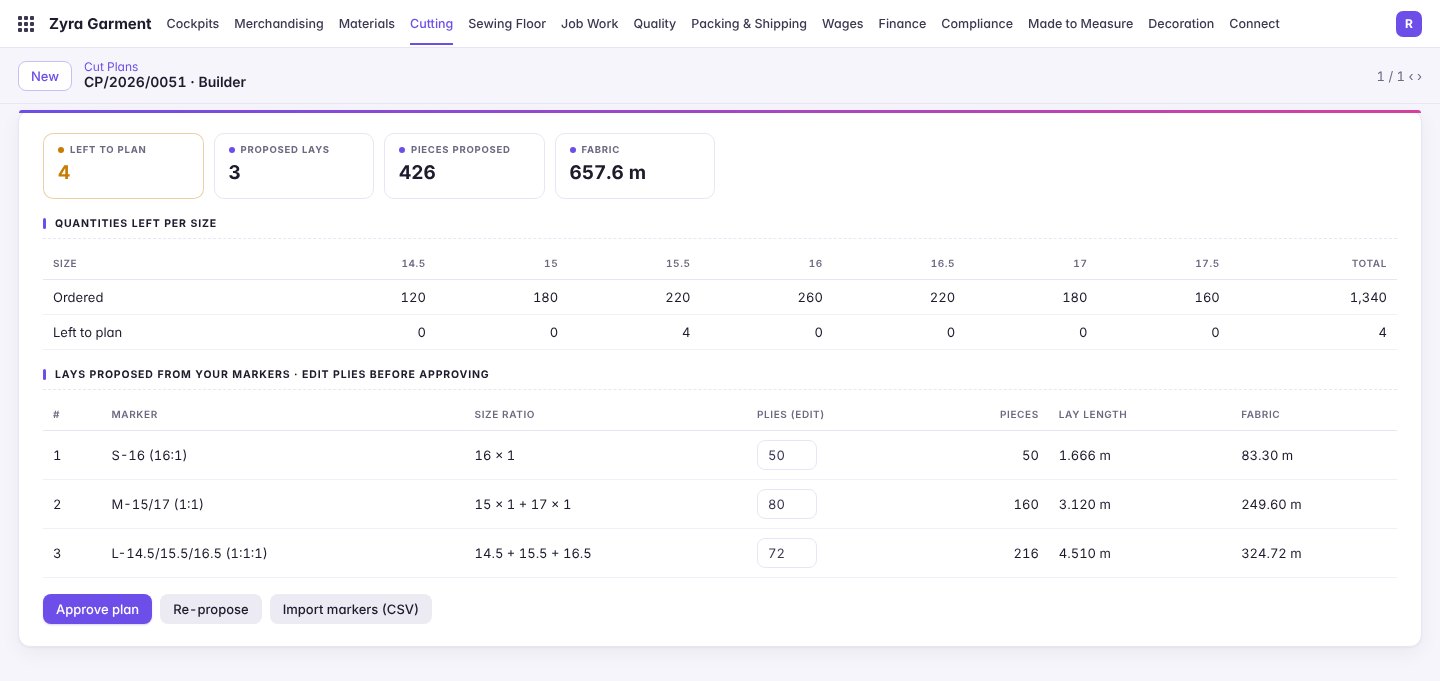 Zyra Garment Cockpits Merchandising Materials Cutting Sewing Floor Job Work Quality Packing & Shipping Wages Finance Compliance Made to Measure Decoration Connect R
New
Cut Plans
CP/2026/0051 · Builder
1 / 1 ‹ ›
LEFT TO PLAN
4
PROPOSED LAYS
3
PIECES PROPOSED
426
FABRIC
657.6 m
QUANTITIES LEFT PER SIZE
SIZE 14.5 15 15.5 16 16.5 17 17.5 TOTAL
Ordered 120 180 220 260 220 180 160 1,340
Left to plan 0 0 4 0 0 0 0 4
LAYS PROPOSED FROM YOUR MARKERS · EDIT PLIES BEFORE APPROVING
# MARKER SIZE RATIO PLIES (EDIT) PIECES LAY LENGTH FABRIC
1 S-16 (16:1) 16 × 1 50 50 1.666 m 83.30 m
2 M-15/17 (1:1) 15 × 1 + 17 × 1 80 160 3.120 m 249.60 m
3 L-14.5/15.5/16.5 (1:1:1) 14.5 + 15.5 + 16.5 72 216 4.510 m 324.72 m
Approve plan Re-propose Import markers (CSV)